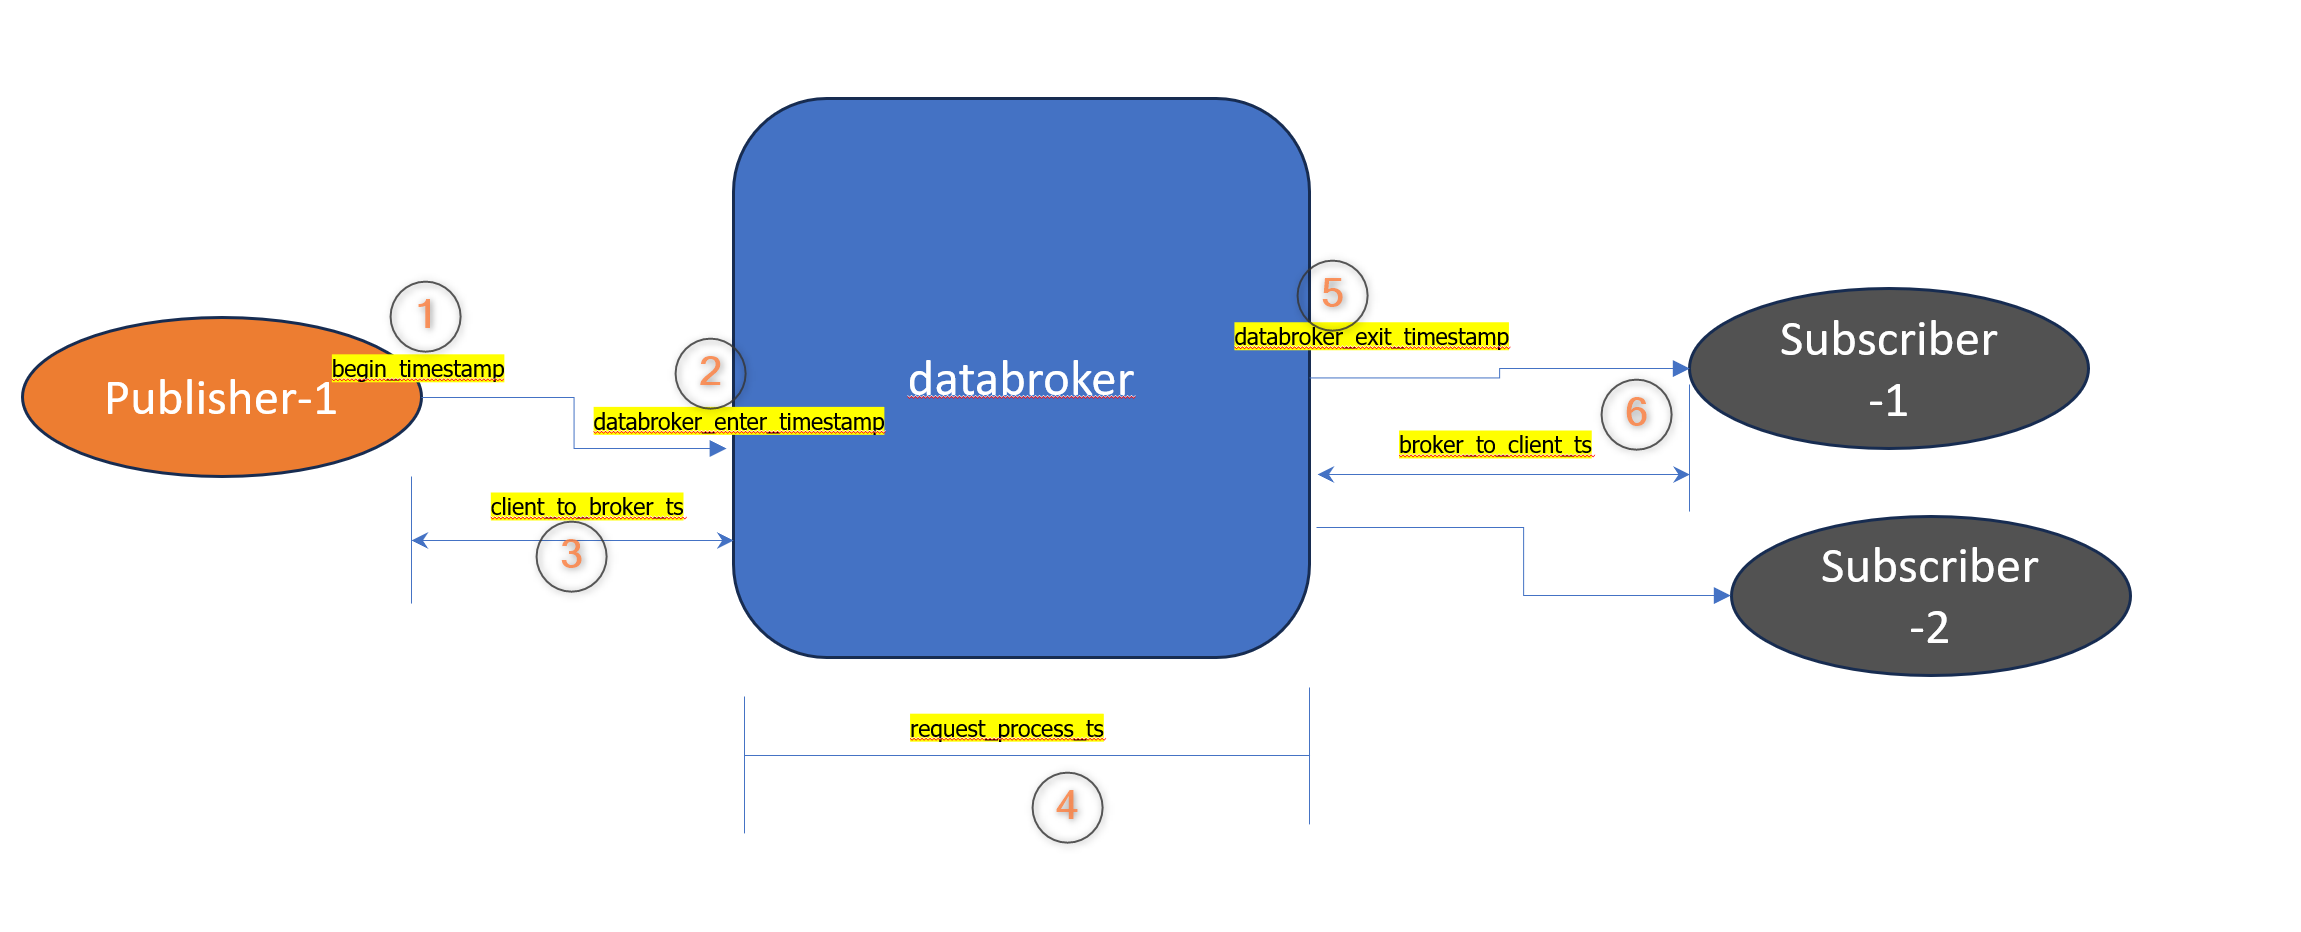 1
begin_timestamp
Publisher-1
2
databroker_enter_timestamp
client_to_broker_ts
3
databroker
request_process_ts
4
5
databroker_exit_timestamp
6
broker_to_client_ts
Subscriber
-1
Subscriber
-2